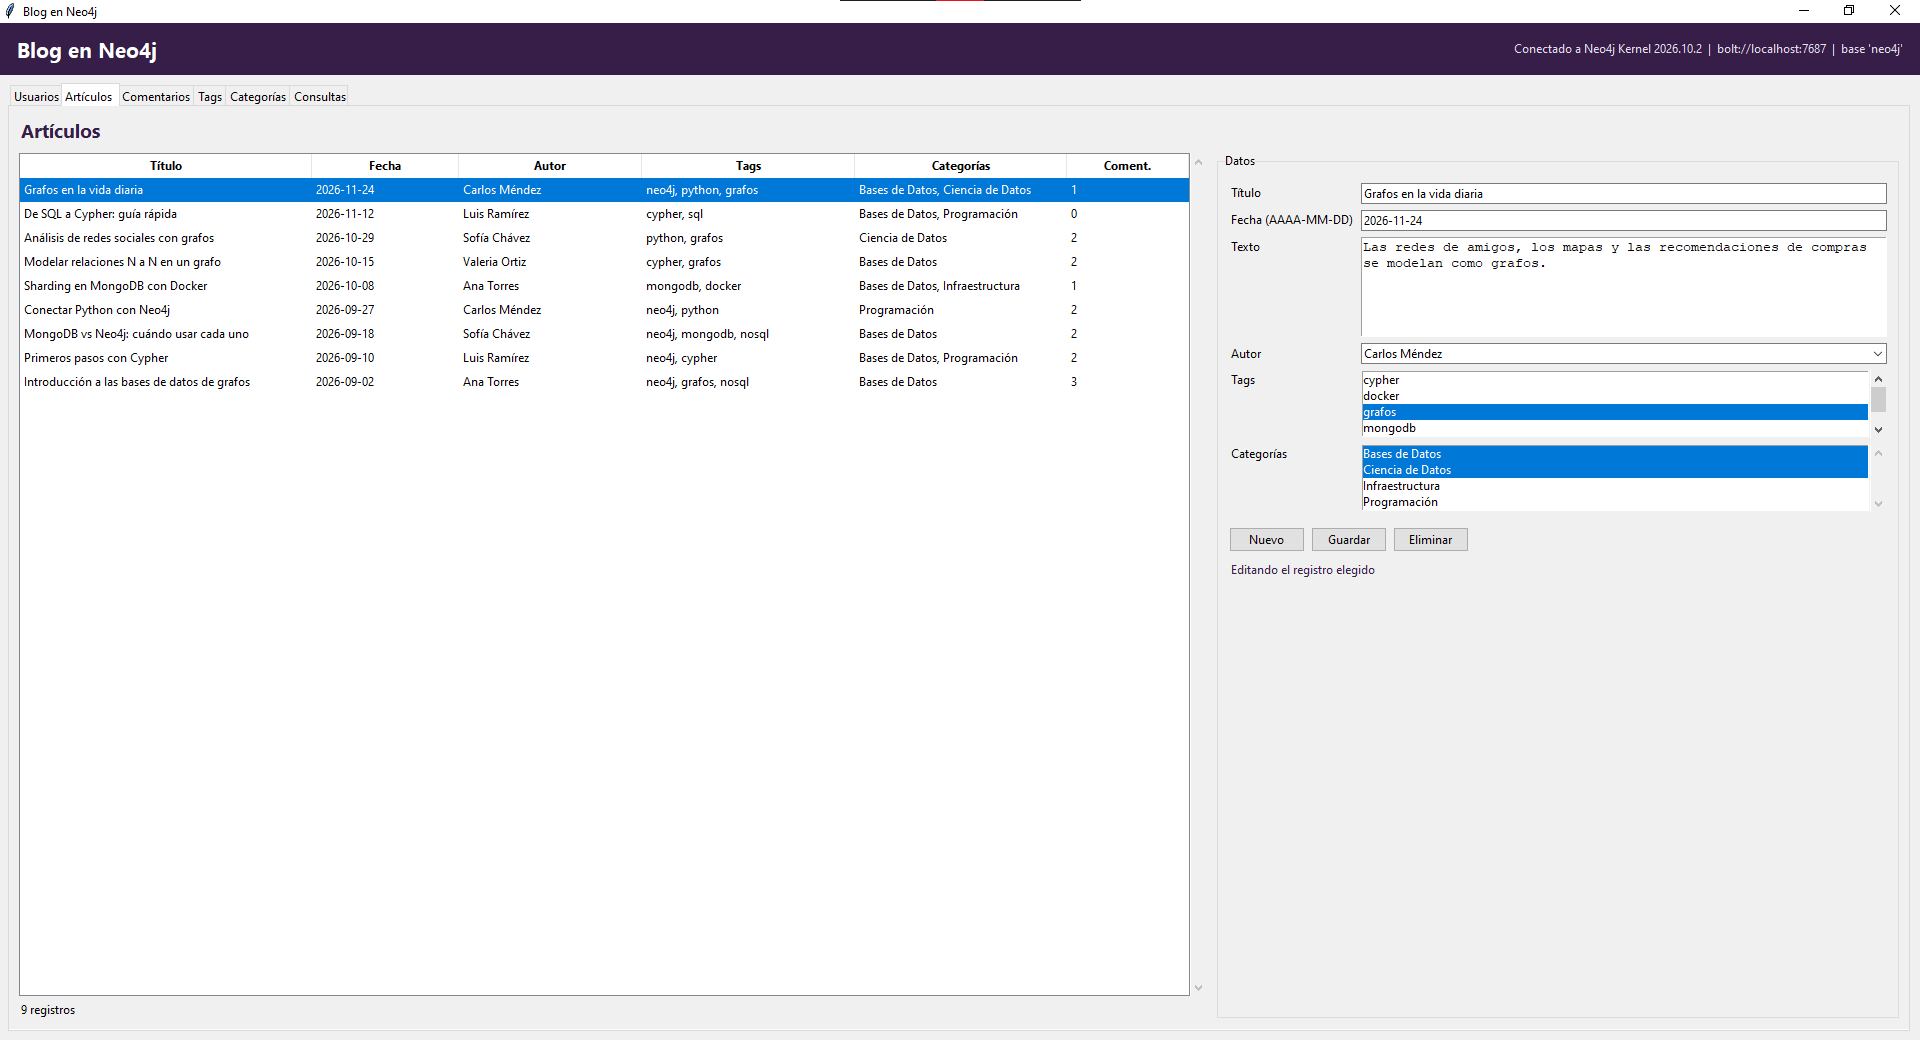 Blog en Neo4j
Blog en Neo4j
Conectado a Neo4j Kernel 2026.10.2 | bolt://localhost:7687 | base 'neo4j'
Usuarios Artículos Comentarios Tags Categorías Consultas
Artículos
Título Fecha Autor Tags Categorías Coment.
Grafos en la vida diaria 2026-11-24 Carlos Méndez neo4j, python, grafos Bases de Datos, Ciencia de Datos 1
De SQL a Cypher: guía rápida 2026-11-12 Luis Ramírez cypher, sql Bases de Datos, Programación 0
Análisis de redes sociales con grafos 2026-10-29 Sofía Chávez python, grafos Ciencia de Datos 2
Modelar relaciones N a N en un grafo 2026-10-15 Valeria Ortiz cypher, grafos Bases de Datos 2
Sharding en MongoDB con Docker 2026-10-08 Ana Torres mongodb, docker Bases de Datos, Infraestructura 1
Conectar Python con Neo4j 2026-09-27 Carlos Méndez neo4j, python Programación 2
MongoDB vs Neo4j: cuándo usar cada uno 2026-09-18 Sofía Chávez neo4j, mongodb, nosql Bases de Datos 2
Primeros pasos con Cypher 2026-09-10 Luis Ramírez neo4j, cypher Bases de Datos, Programación 2
Introducción a las bases de datos de grafos 2026-09-02 Ana Torres neo4j, grafos, nosql Bases de Datos 3
9 registros
Datos
Título Grafos en la vida diaria
Fecha (AAAA-MM-DD) 2026-11-24
Texto Las redes de amigos, los mapas y las recomendaciones de compras
se modelan como grafos.
Autor Carlos Méndez
Tags cypher
docker
grafos
mongodb
Categorías Bases de Datos
Ciencia de Datos
Infraestructura
Programación
Nuevo Guardar Eliminar
Editando el registro elegido